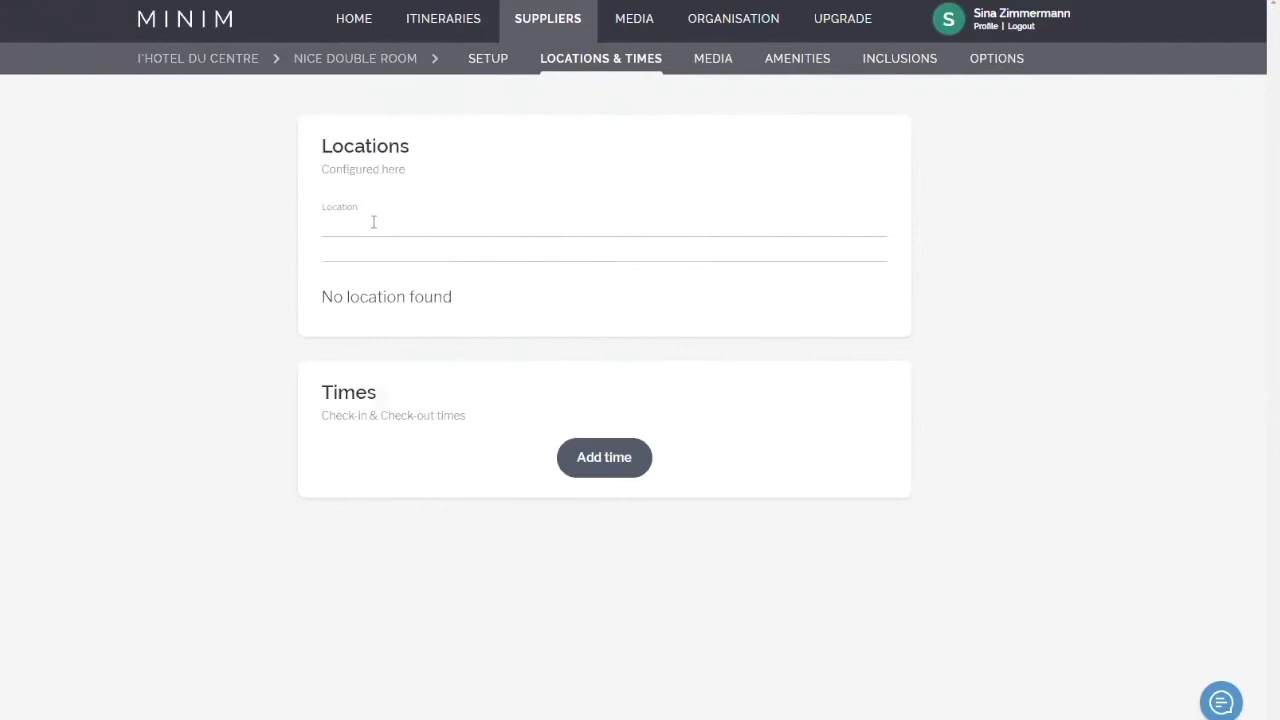 MINIM
HOME ITINERARIES SUPPLIERS MEDIA ORGANISATION UPGRADE
S
Sina Zimmermann
Profile | Logout
l'HOTEL DU CENTRE > NICE DOUBLE ROOM > SETUP LOCATIONS & TIMES MEDIA AMENITIES INCLUSIONS OPTIONS
Locations
Configured here
Location
No location found
Times
Check-in & Check-out times
Add time